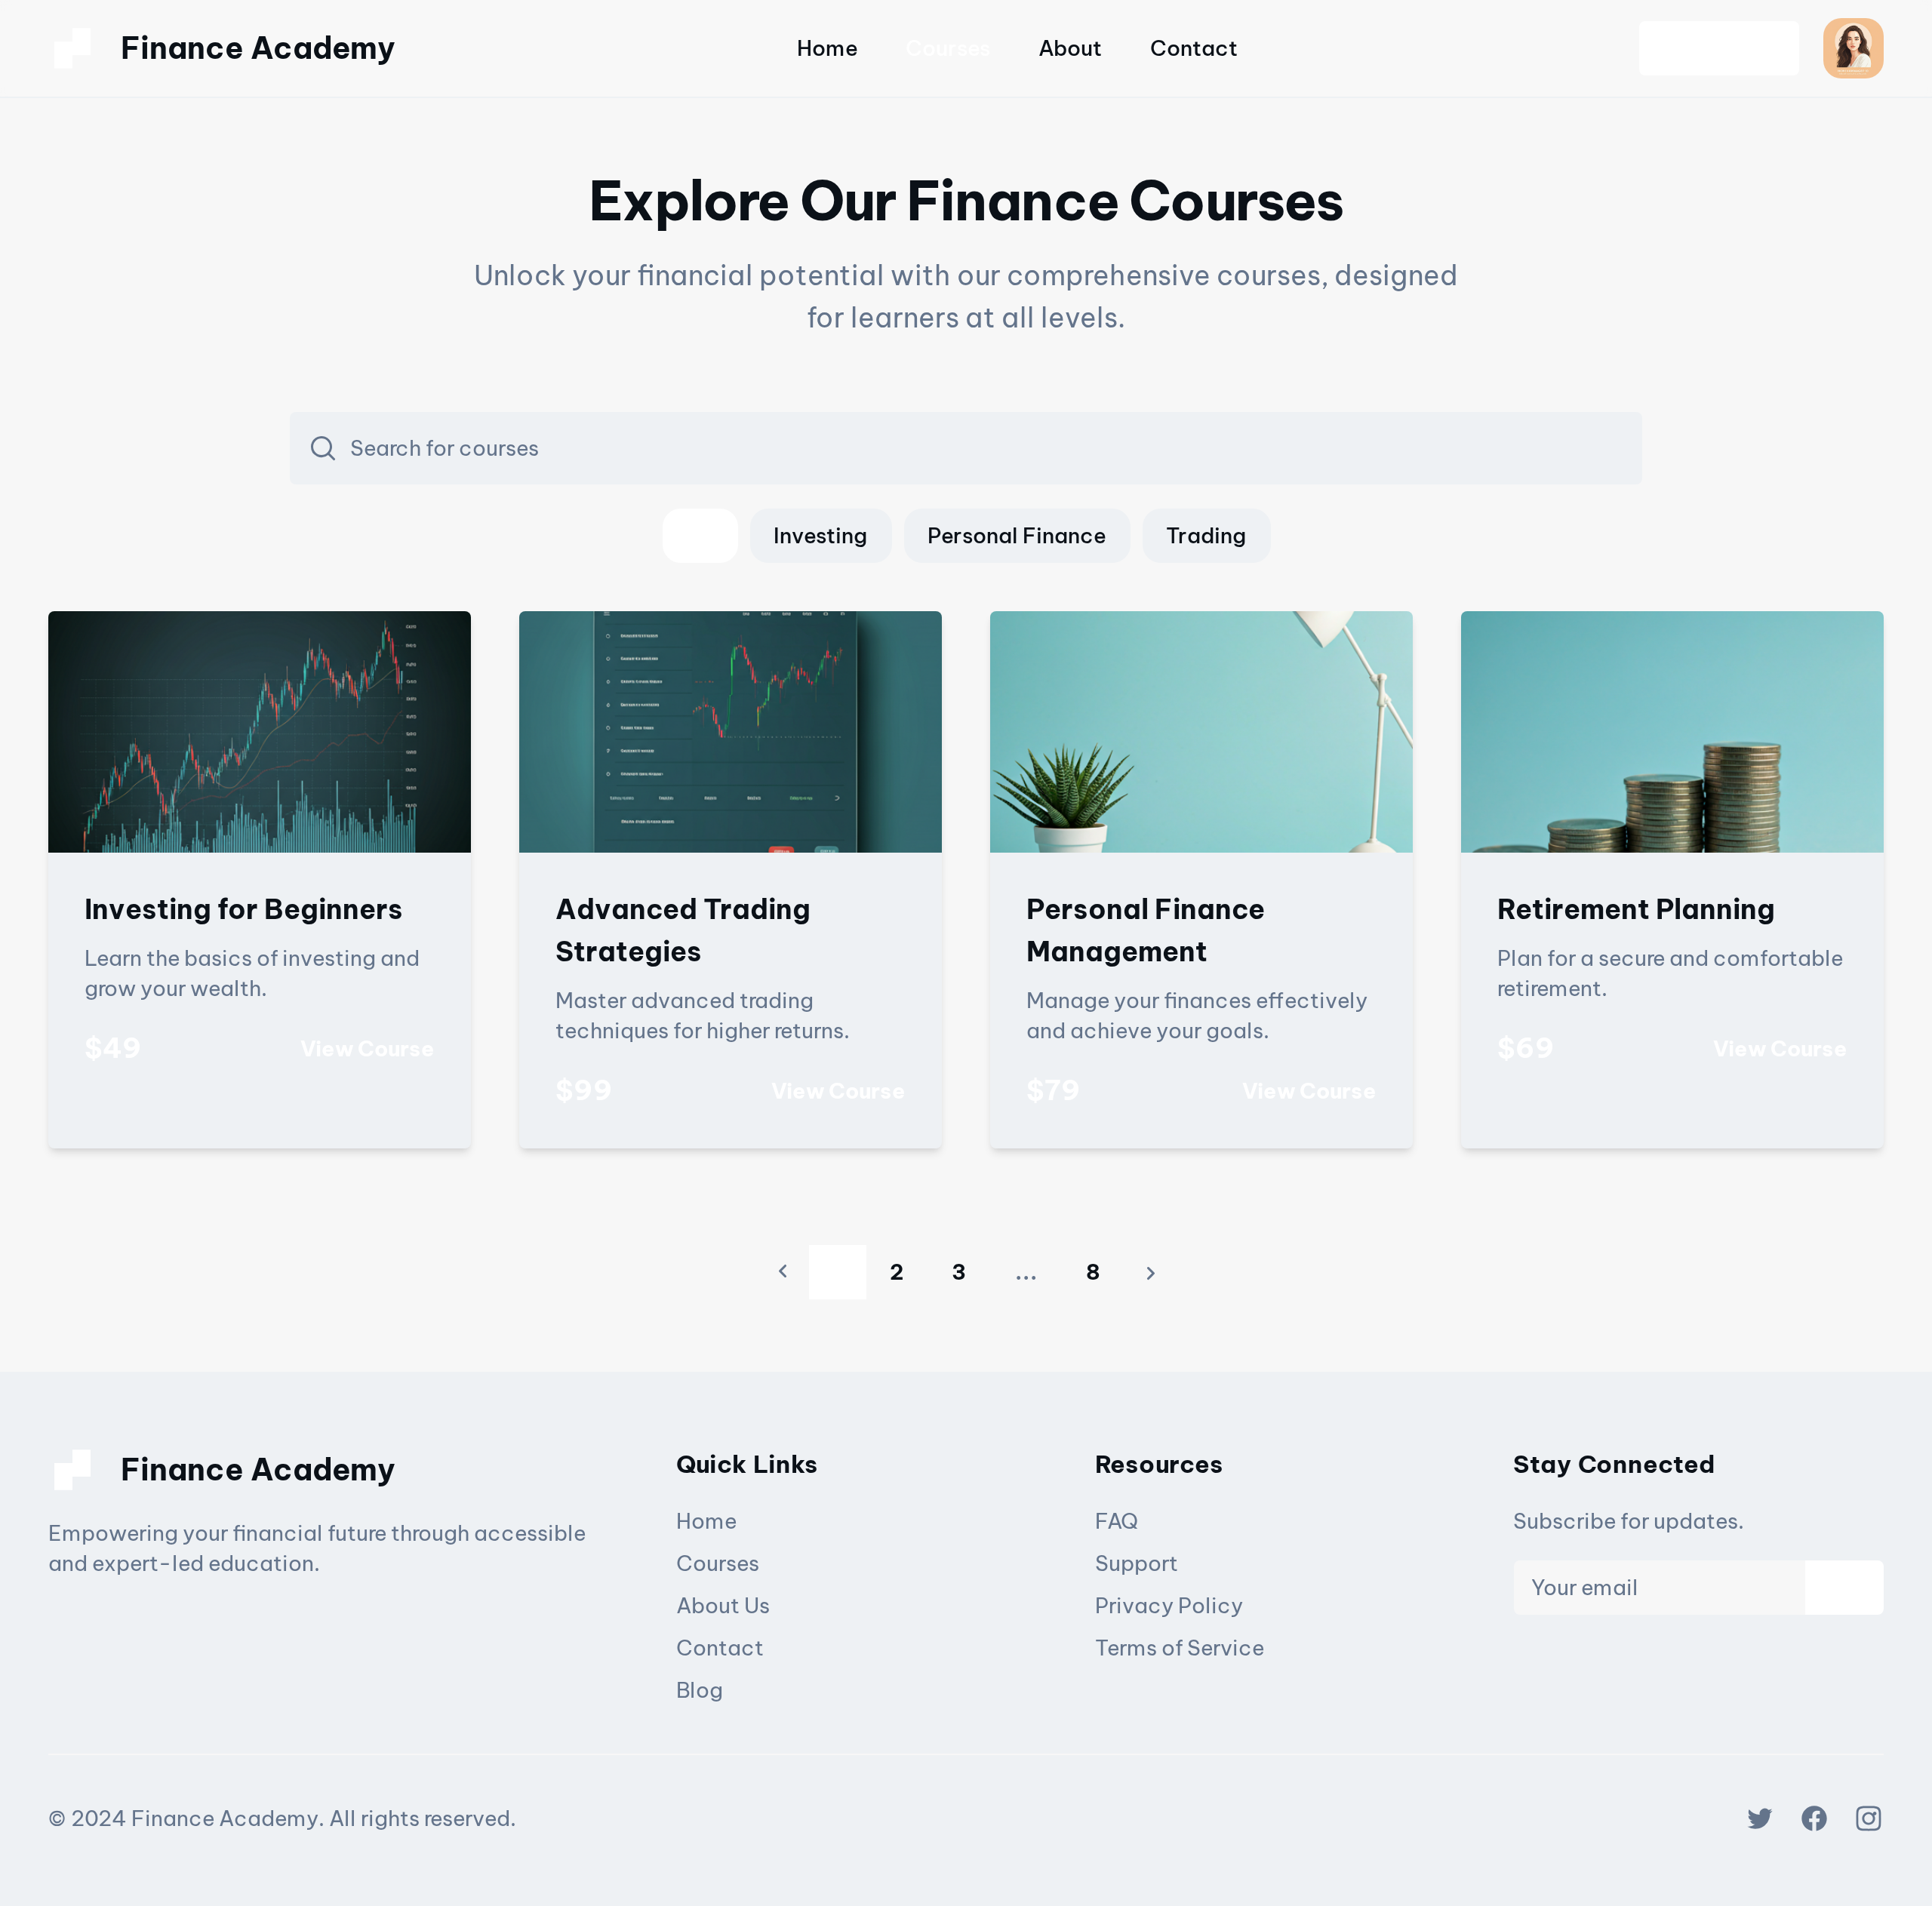 Finance Academy
Home
Courses
About
Contact
Explore Our Finance Courses
Unlock your financial potential with our comprehensive courses, designed
for learners at all levels.
Search for courses
Investing
Personal Finance
Trading
Investing for Beginners
Learn the basics of investing and
grow your wealth.
$49
View Course
Advanced Trading
Strategies
Master advanced trading
techniques for higher returns.
$99
View Course
Personal Finance
Management
Manage your finances effectively
and achieve your goals.
$79
View Course
Retirement Planning
Plan for a secure and comfortable
retirement.
$69
View Course
2
3
...
8
Finance Academy
Empowering your financial future through accessible
and expert-led education.
Quick Links
Home
Courses
About Us
Contact
Blog
Resources
FAQ
Support
Privacy Policy
Terms of Service
Stay Connected
Subscribe for updates.
Your email
© 2024 Finance Academy. All rights reserved.